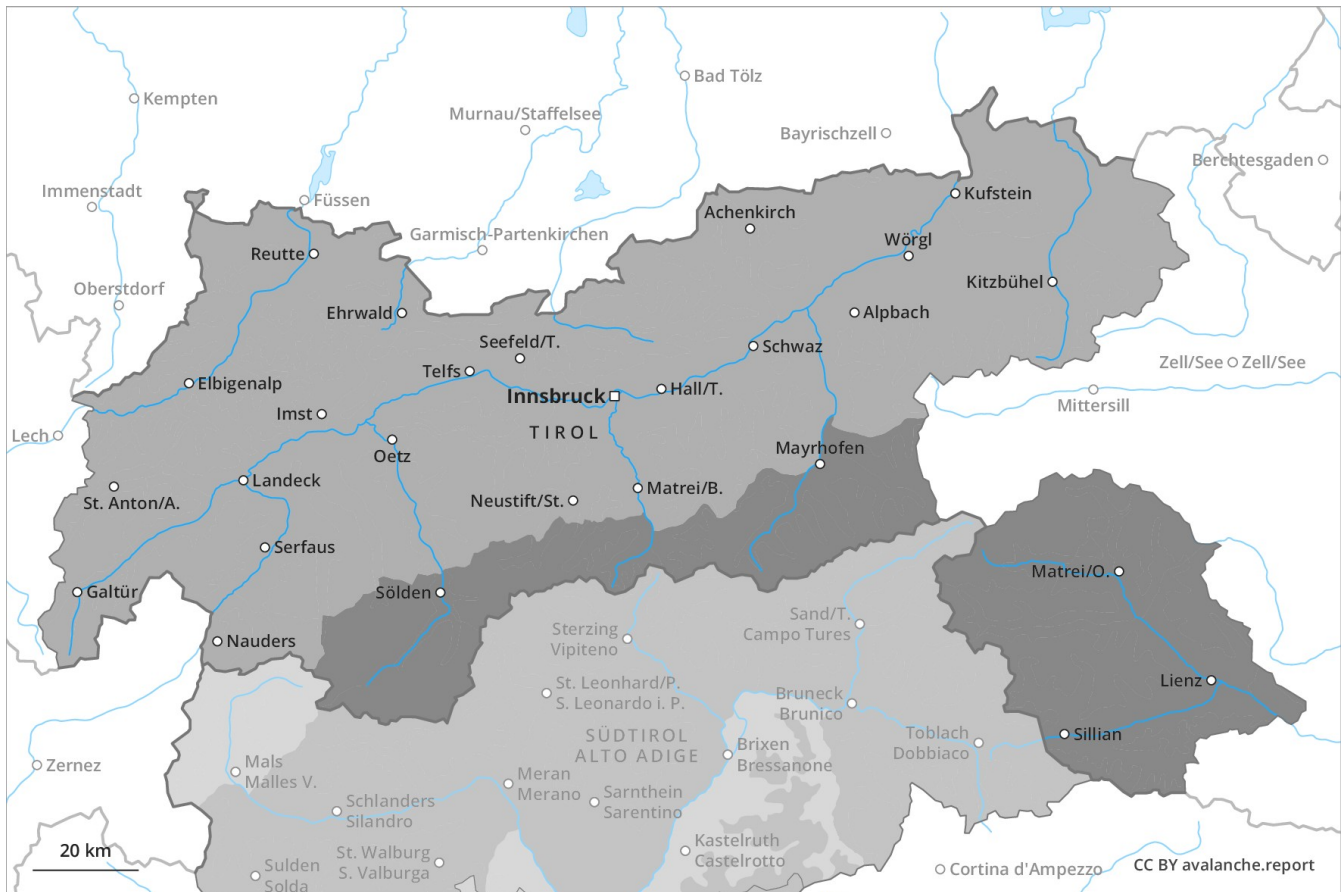 Kempten
Bad Tölz
Murnau/Staffelsee
Bayrischzell
Berchtesgaden
Immenstadt
Füssen
Kufstein
Achenkirch
Garmisch-Partenkirchen
Wörgl
Reutte
Oberstdorf
Kitzbühel
Ehrwald
Alpbach
Seefeld/T.
Schwaz
Telfs
Zell/See
Zell/See
Elbigenalp
Hall/T.
Innsbruck
Mittersill
Imst
Lech
TIROL
Oetz
Mayrhofen
Landeck
St. Anton/A.
Neustift/St.
Matrei/B.
Serfaus
Matrei/O.
Galtür
Sölden
Sand/T.
Campo Tures
Nauders
Sterzing
Vipiteno
Lienz
St. Leonhard/P.
S. Leonardo i. P.
Bruneck
Brunico
SÜDTIROL
ALTO ADIGE
Toblach
Dobbiaco
Sillian
Brixen
Bressanone
Zernez
Mals
Malles V.
Meran
Merano
Sarnthein
Sarentino
Schlanders
Silandro
20 km
St. Walburg
S. Valburga
Kastelruth
Castelrotto
Sulden
Solda
Cortina d'Ampezzo
CC BY avalanche.report